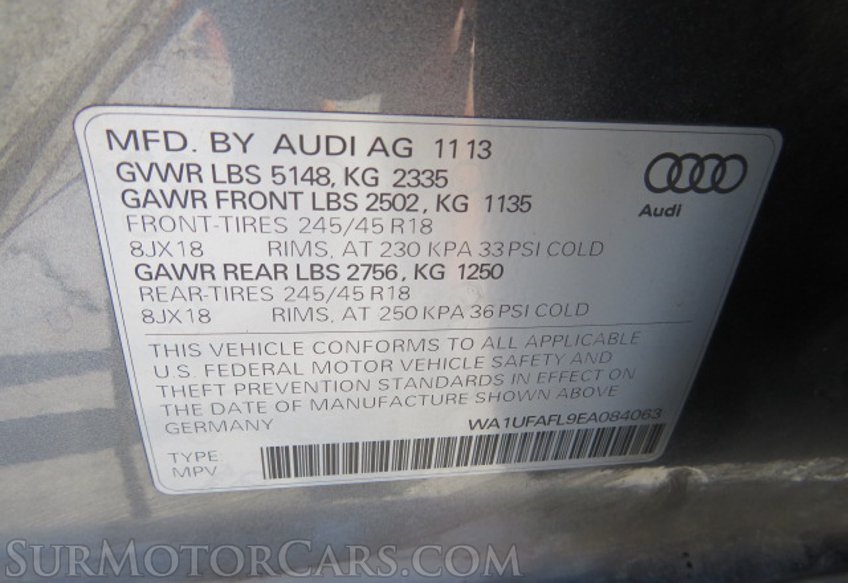 MFD. BY AUDI AG 11 13
GVWR LBS 5148, KG 2335
GAWR FRONT LBS 2502, KG 1135
FRONT-TIRES 245/45 R18
8JX18 RIMS, AT 230 KPA 33 PSI COLD
GAWR REAR LBS 2756, KG 1250
REAR-TIRES 245/45 R18
8JX18 RIMS, AT 250 KPA 36 PSI COLD
Audi
THIS VEHICLE CONFORMS TO ALL APPLICABLE
U.S. FEDERAL MOTOR VEHICLE SAFETY AND
THEFT PREVENTION STANDARDS IN EFFECT ON
THE DATE OF MANUFACTURE SHOWN ABOVE
GERMANY WA1UFAFL9EA084063
TYPE:
MPV
SURMOTORCARS.COM